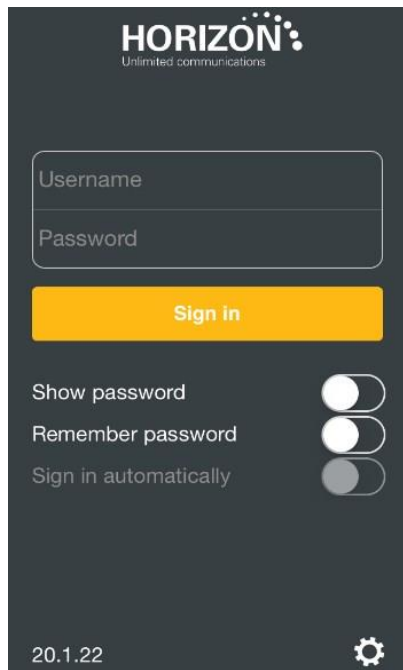 HORIZON
Unlimited communications
Username
Password
Sign in
Show password
Remember password
Sign in automatically
20.1.22